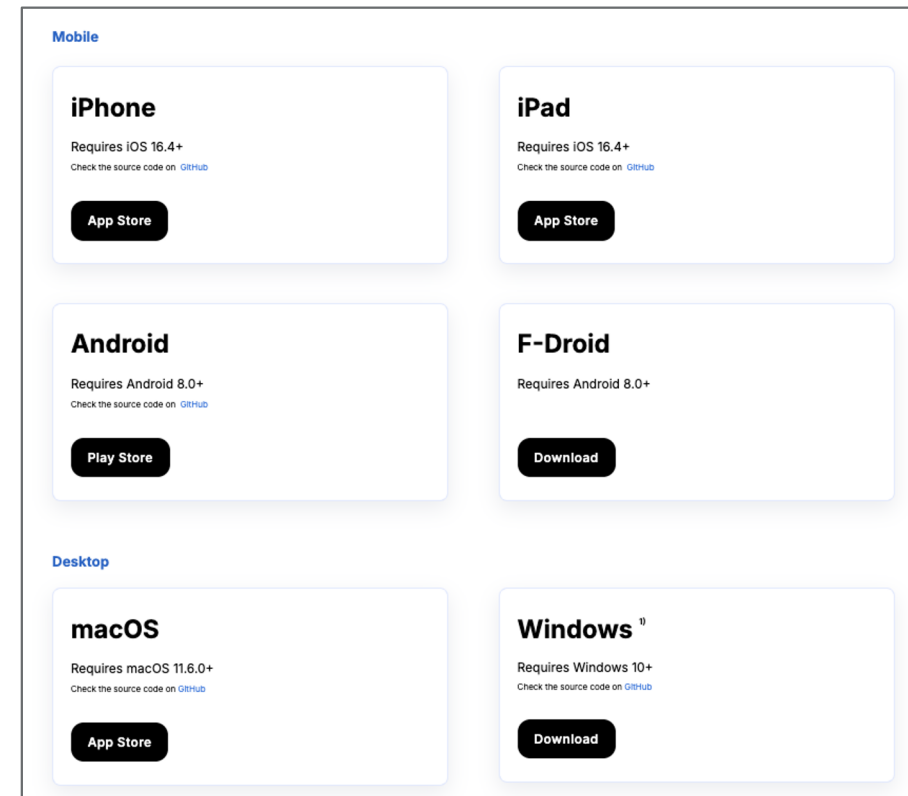 Mobile
iPhone
Requires iOS 16.4+
Check the source code on GitHub
App Store
iPad
Requires iOS 16.4+
Check the source code on GitHub
App Store
Android
Requires Android 8.0+
Check the source code on GitHub
Play Store
F-Droid
Requires Android 8.0+
Download
Desktop
macOS
Requires macOS 11.6.0+
Check the source code on GitHub
App Store
Windows 1)
Requires Windows 10+
Check the source code on GitHub
Download